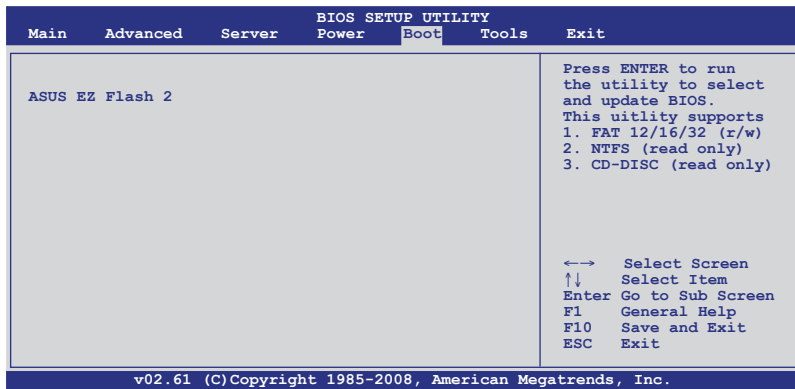 BIOS SETUP UTILITY
Main Advanced Server Power Boot Tools Exit
ASUS EZ Flash 2
Press ENTER to run
the utility to select
and update BIOS.
This uitlity supports
1. FAT 12/16/32 (r/w)
2. NTFS (read only)
3. CD-DISC (read only)
←→ Select Screen
↑↓ Select Item
Enter Go to Sub Screen
F1 General Help
F10 Save and Exit
ESC Exit
v02.61 (C)Copyright 1985-2008, American Megatrends, Inc.